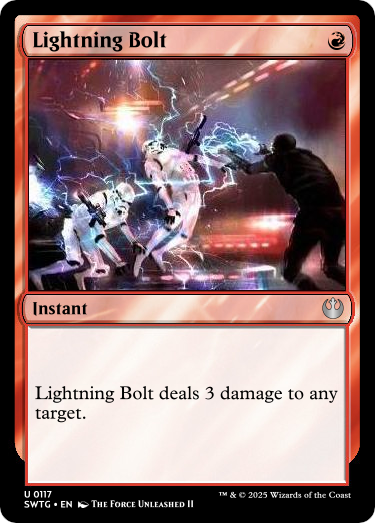 Lightning Bolt
Instant
Lightning Bolt deals 3 damage to any
target.
U 0117
™ & © 2025 Wizards of the Coast
SWTG • EN The Force Unleashed II